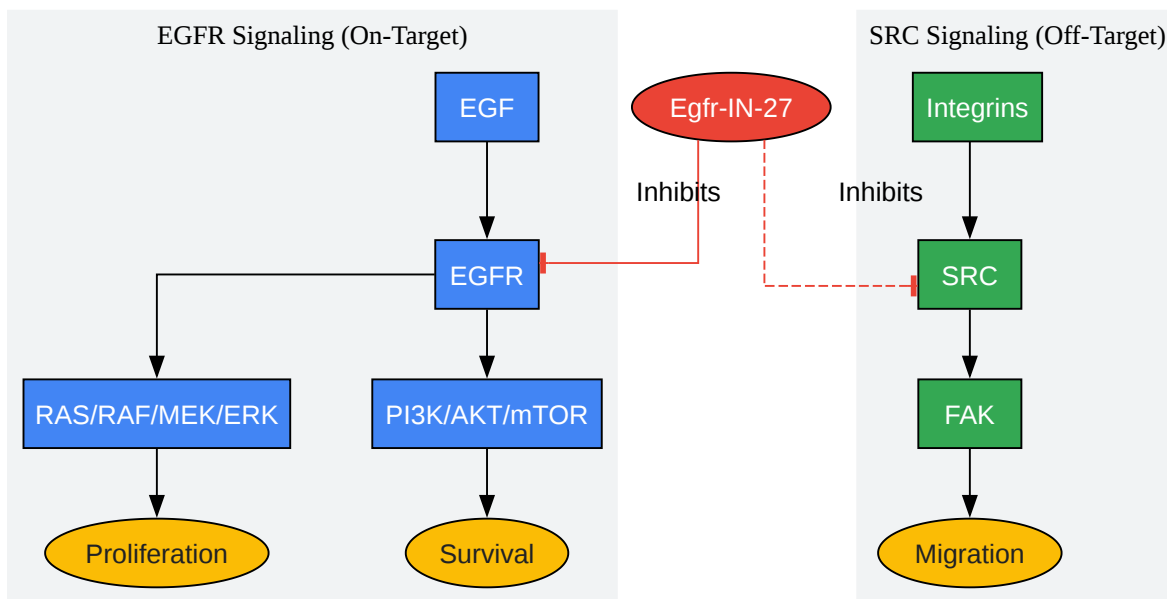 EGFR Signaling (On-Target)
SRC Signaling (Off-Target)
EGF
Egfr-IN-27
Integrins
Inhibits
Inhibits
EGFR
SRC
RAS/RAF/MEK/ERK
PI3K/AKT/mTOR
FAK
Proliferation
Survival
Migration